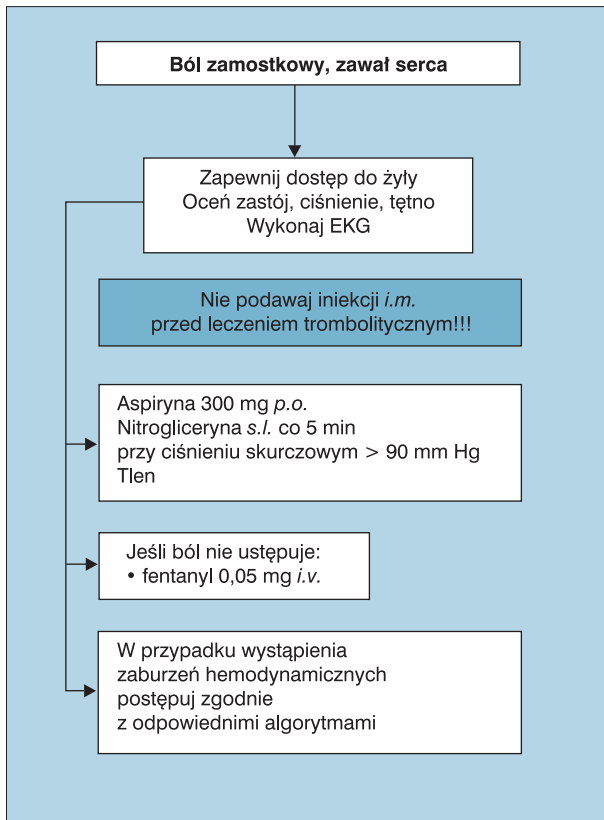 Ból zamostkowy, zawał serca
Zapewnij dostęp do żyły
Oceń zastój, ciśnienie, tętno
Wykonaj EKG
Nie podawaj iniekcji i.m.
przed leczeniem trombolitycznym!!!
Aspiryna 300 mg p.o.
Nitrogliceryna s.l. co 5 min
przy ciśnieniu skurczowym > 90 mm Hg
Tlen
Jeśli ból nie ustępuje:
• fentanyl 0,05 mg i.v.
W przypadku wystąpienia
zaburzeń hemodynamicznych
postępuj zgodnie
z odpowiednimi algorytmami